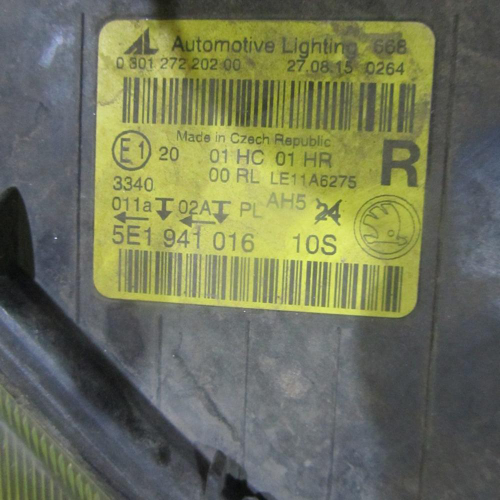 AL Automotive Lighting 668
0 301 272 202 00 27.08.15 0264
Made in Czech Republic
E1 20 01 HC 01 HR R
00 RL LE11A6275
3340
011a 02A PL AH5 24
5E1 941 016 10S